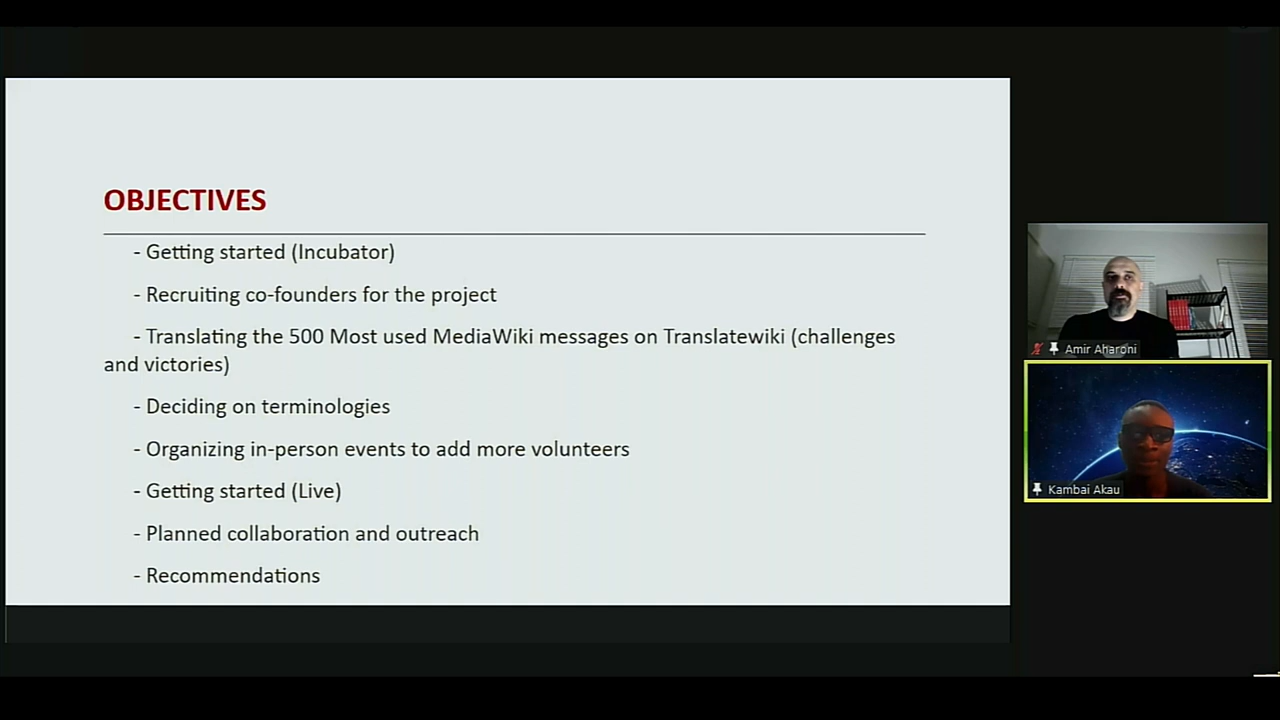 OBJECTIVES
- Getting started (Incubator)
- Recruiting co-founders for the project
- Translating the 500 Most used MediaWiki messages on Translatewiki (challenges
and victories)
- Deciding on terminologies
- Organizing in-person events to add more volunteers
- Getting started (Live)
- Planned collaboration and outreach
- Recommendations
Amir Aharoni
Kambai Akau